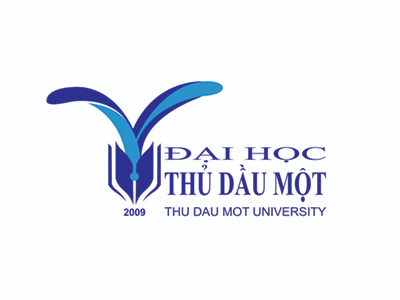 ĐẠI HỌC
THỦ DẦU MỘT
2009
THU DAU MOT UNIVERSITY